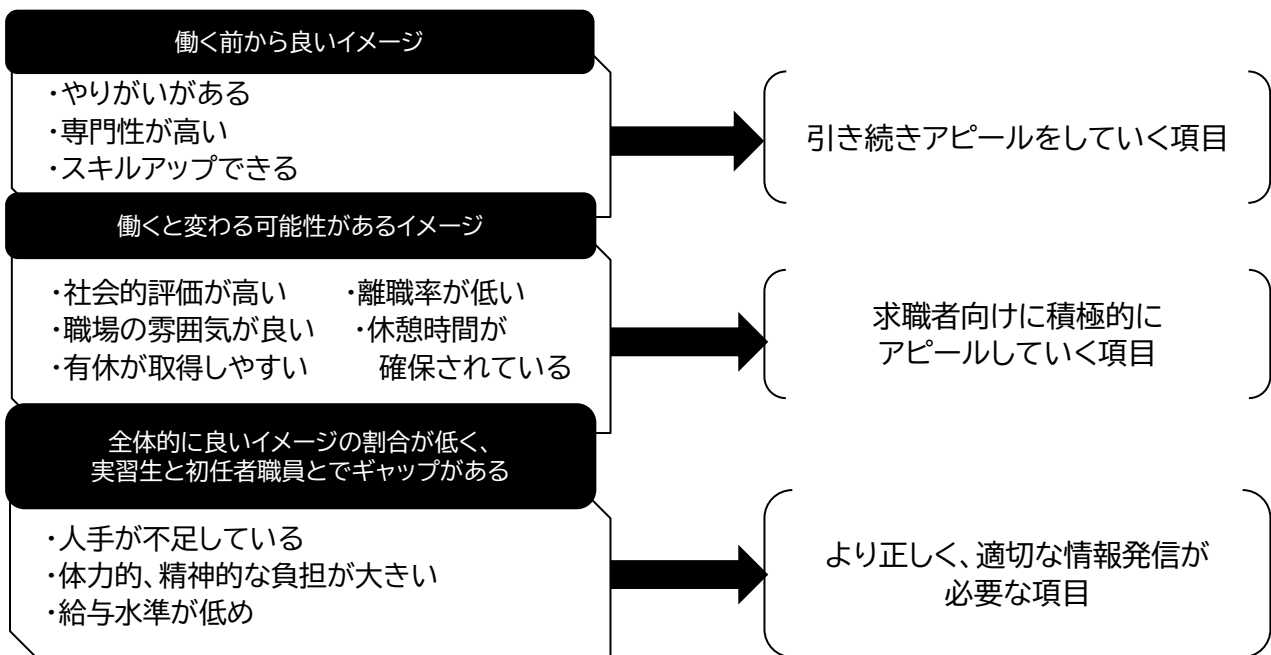 働く前から良いイメージ
・やりがいがある
・専門性が高い
・スキルアップできる
引き続きアピールをしていく項目
働くと変わる可能性があるイメージ
・社会的評価が高い ・離職率が低い
・職場の雰囲気が良い ・休憩時間が
・有休が取得しやすい 確保されている
求職者向けに積極的に
アピールしていく項目
全体的に良いイメージの割合が低く、
実習生と初任者職員とでギャップがある
・人手が不足している
・体力的、精神的な負担が大きい
・給与水準が低め
より正しく、適切な情報発信が
必要な項目